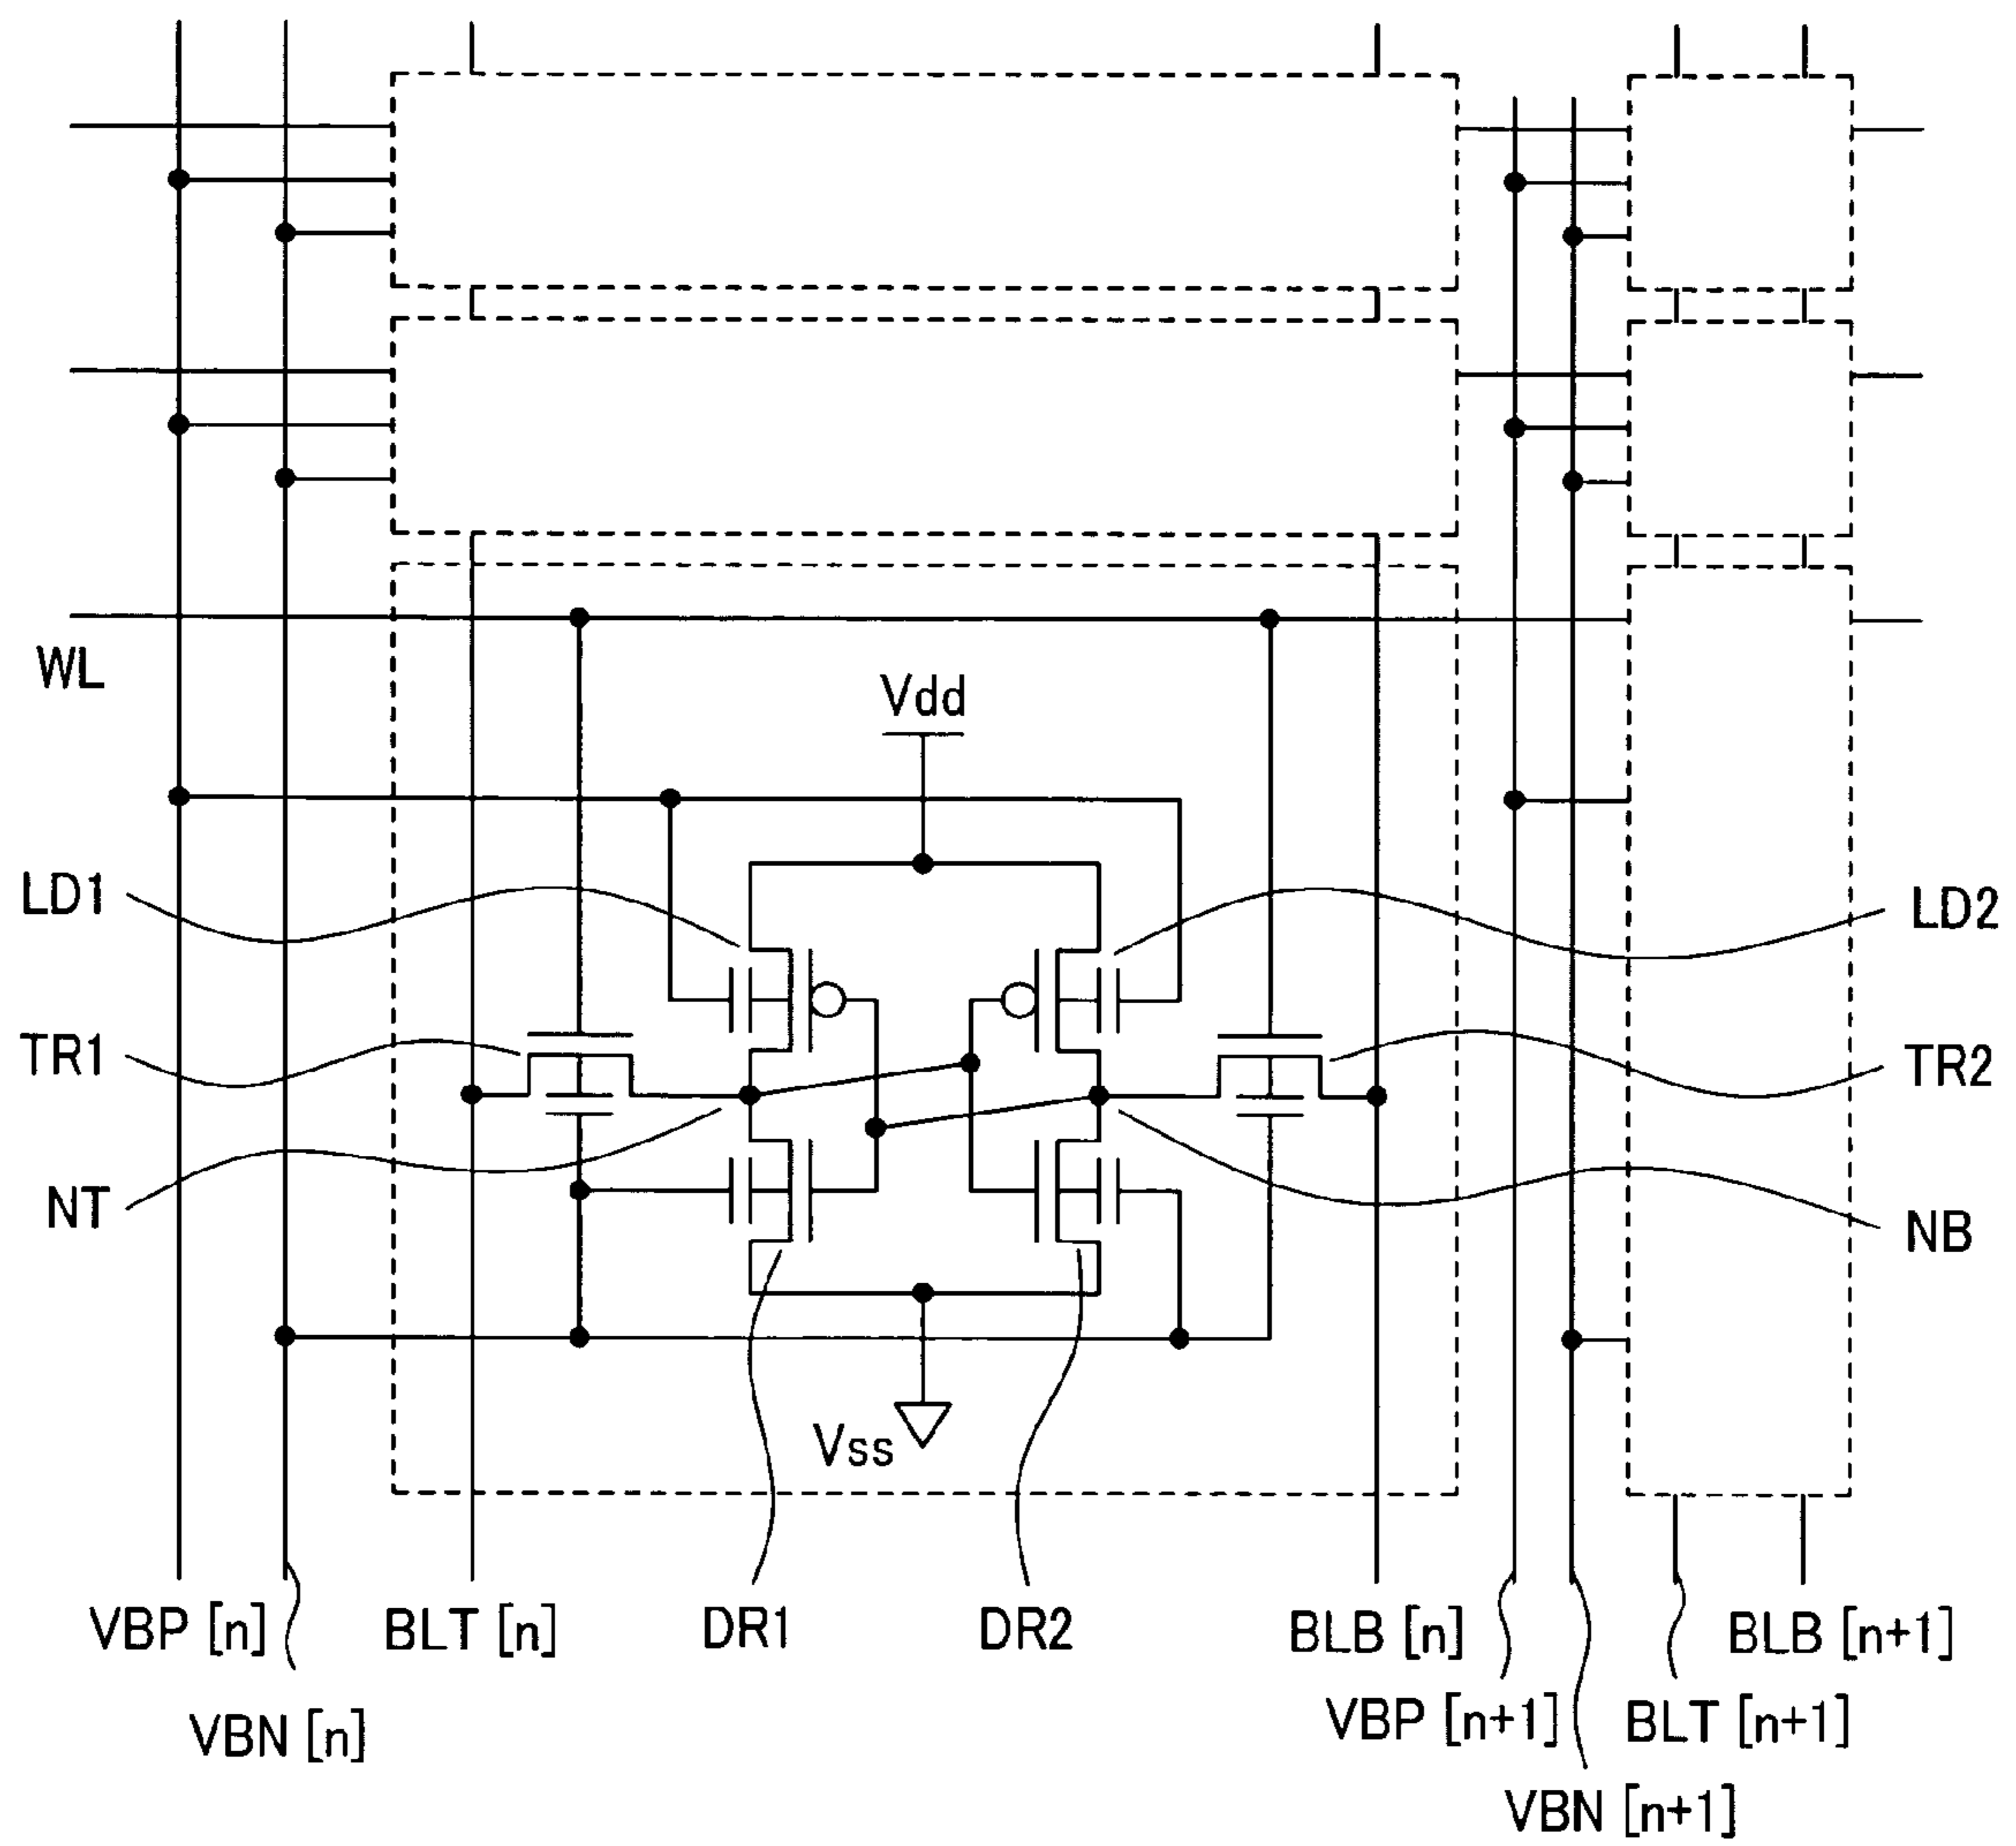 WL
Vdd
LD1
LD2
TR1
TR2
NT
NB
Vss
VBP [n]
BLT [n]
DR1
DR2
BLB [n]
BLB [n+1]
VBN [n]
VBP [n+1]
BLT [n+1]
VBN [n+1]